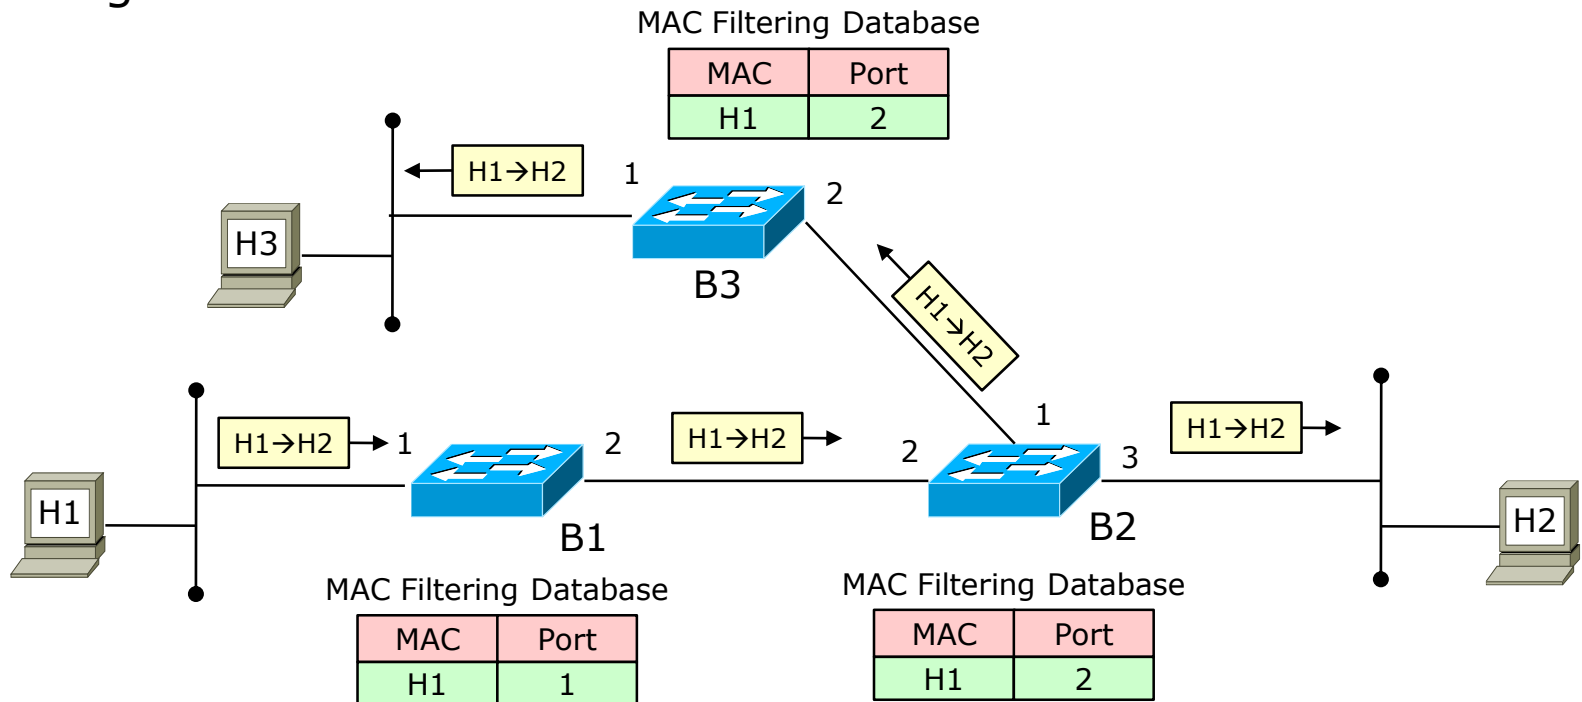 g
MAC Filtering Database
MAC Port
H1 2
H1→H2
1
2
H3
B3
H1→H2
H1→H2
1
2
H1→H2
2
1
3
H1→H2
H1
B1
B2
H2
MAC Filtering Database
MAC Port
H1 1
MAC Filtering Database
MAC Port
H1 2